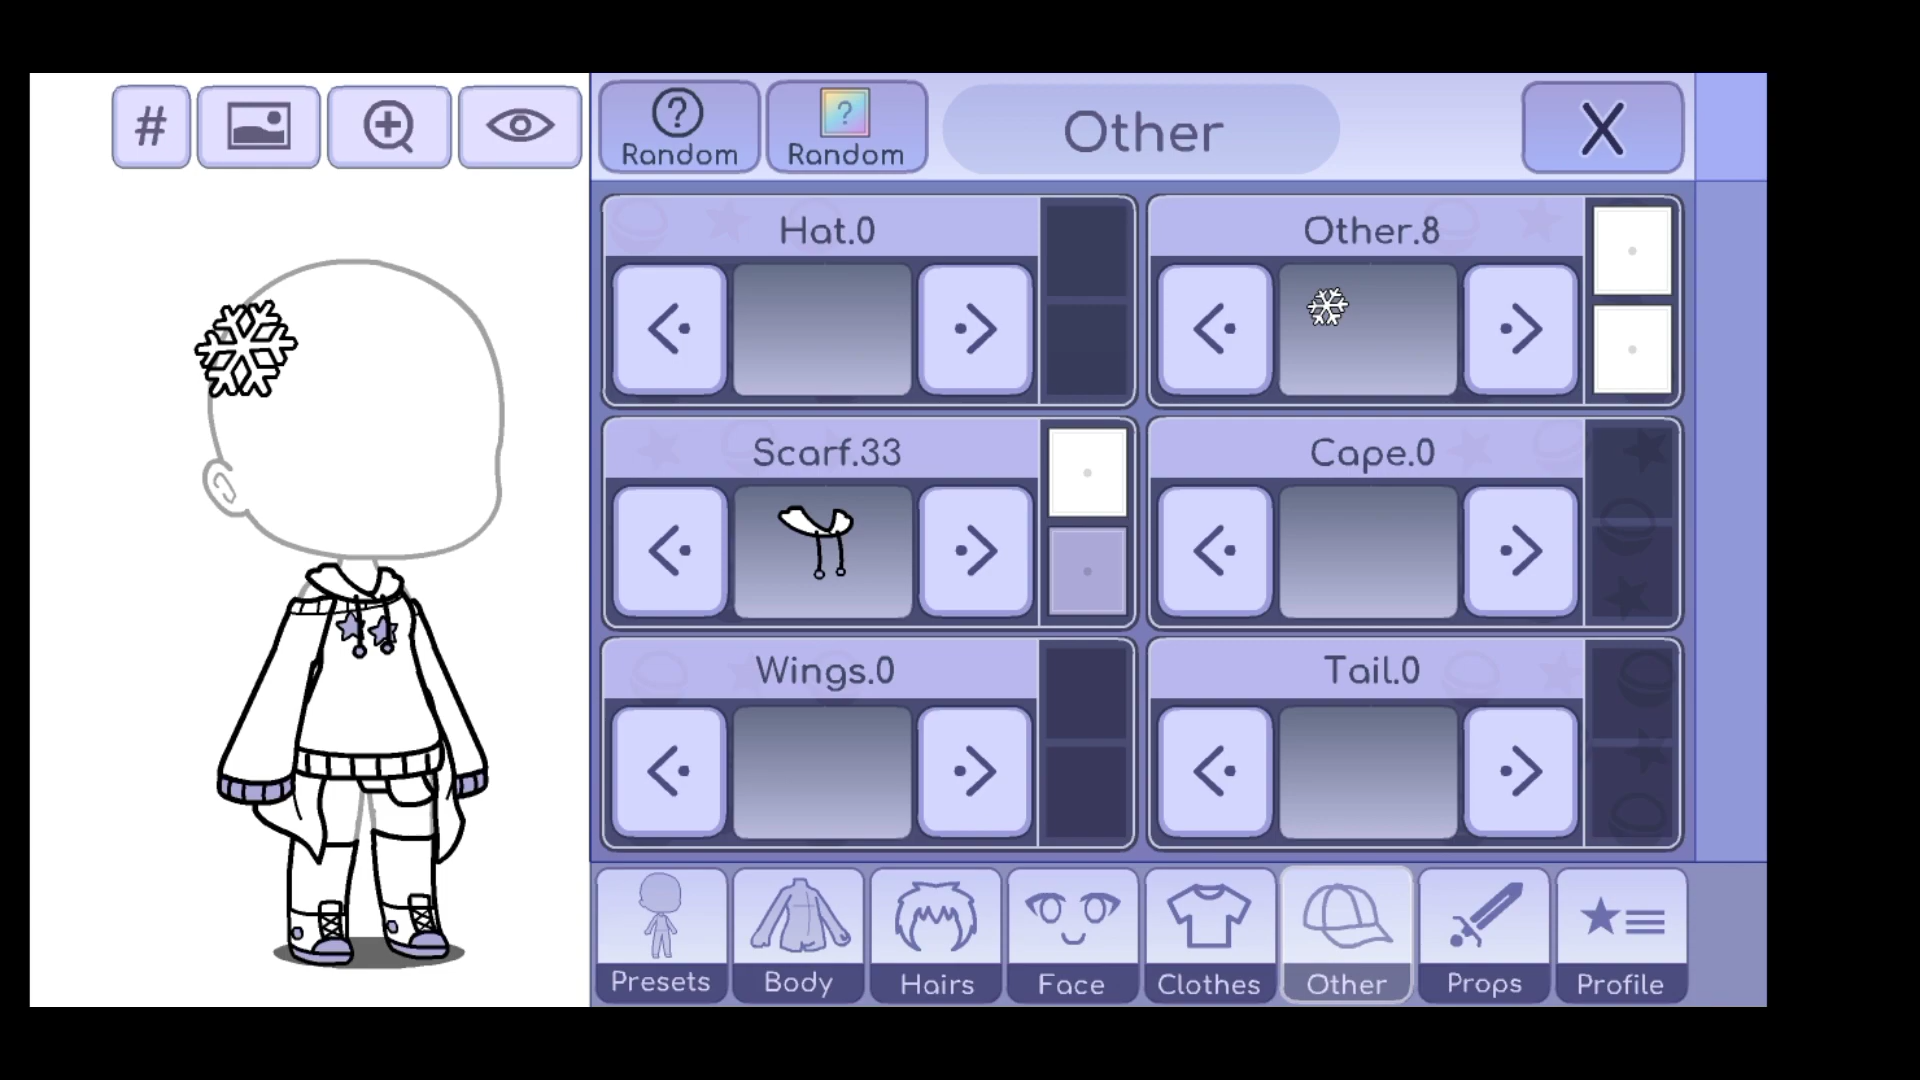 #
?
Random
?
Random
Other
X
Hat.0
Other.8
Scarf.33
Cape.0
Wings.0
Tail.0
Presets
Body
Hairs
Face
Clothes
Other
Props
Profile